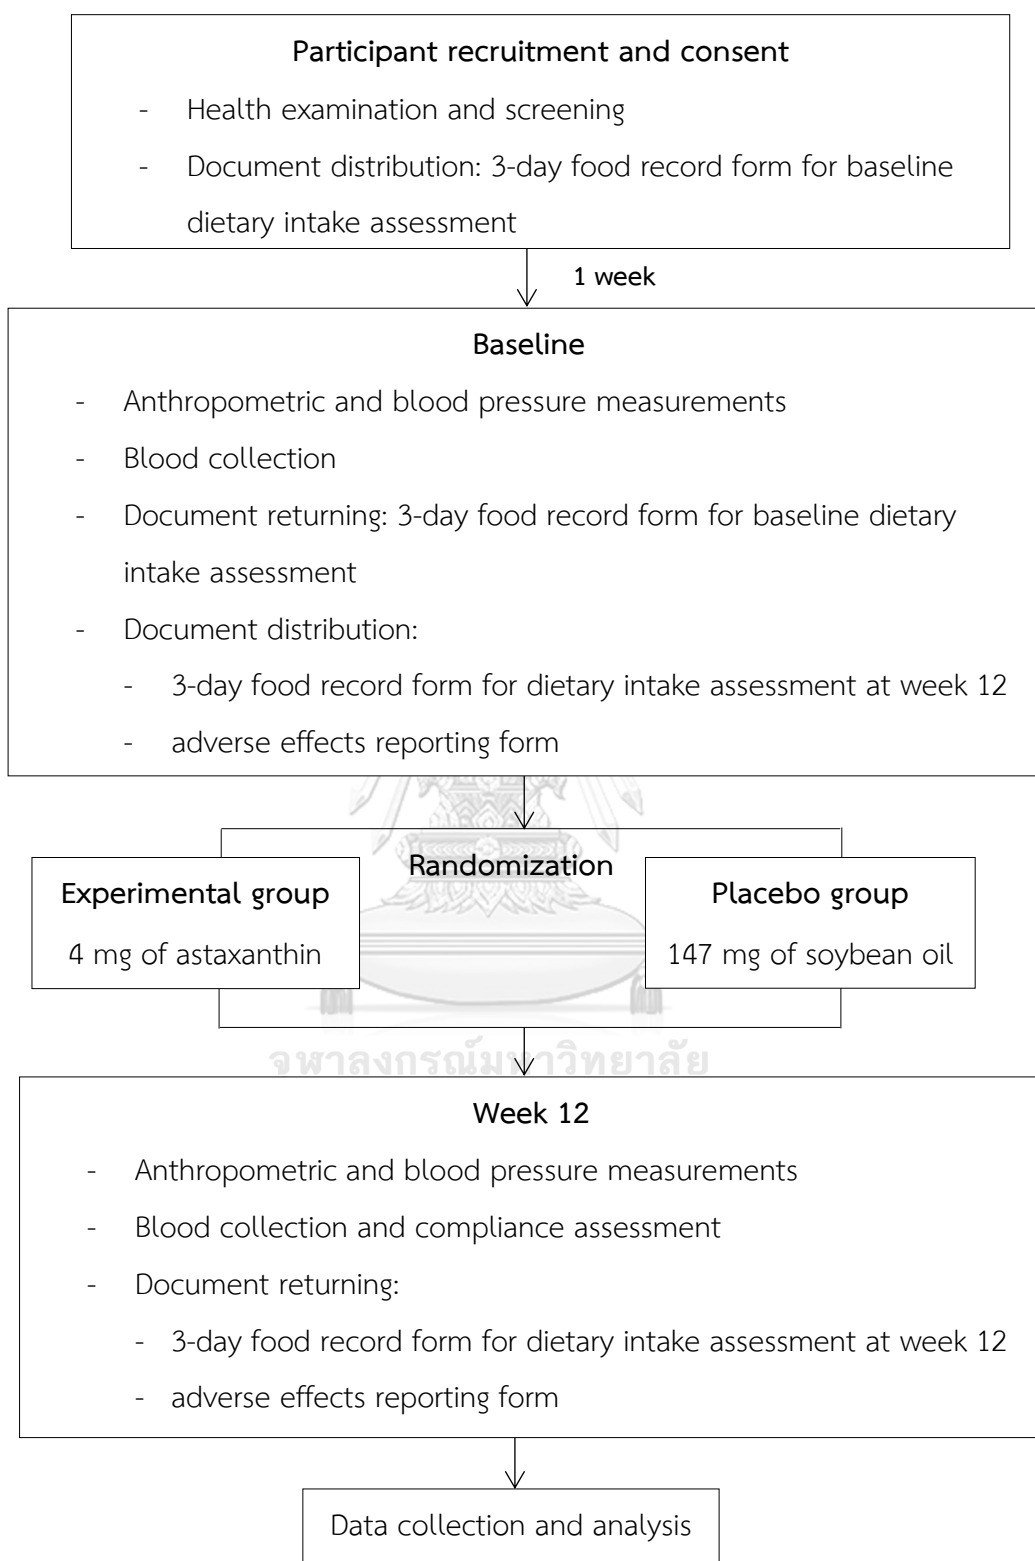 Participant recruitment and consent
- Health examination and screening
- Document distribution: 3-day food record form for baseline
dietary intake assessment
1 week
Baseline
- Anthropometric and blood pressure measurements
- Blood collection
- Document returning: 3-day food record form for baseline dietary
intake assessment
- Document distribution:
- 3-day food record form for dietary intake assessment at week 12
- adverse effects reporting form
Randomization
Experimental group
4 mg of astaxanthin
Placebo group
147 mg of soybean oil
จุฬาลงกรณ์มหาวิทยาลัย
Week 12
- Anthropometric and blood pressure measurements
- Blood collection and compliance assessment
- Document returning:
- 3-day food record form for dietary intake assessment at week 12
- adverse effects reporting form
Data collection and analysis